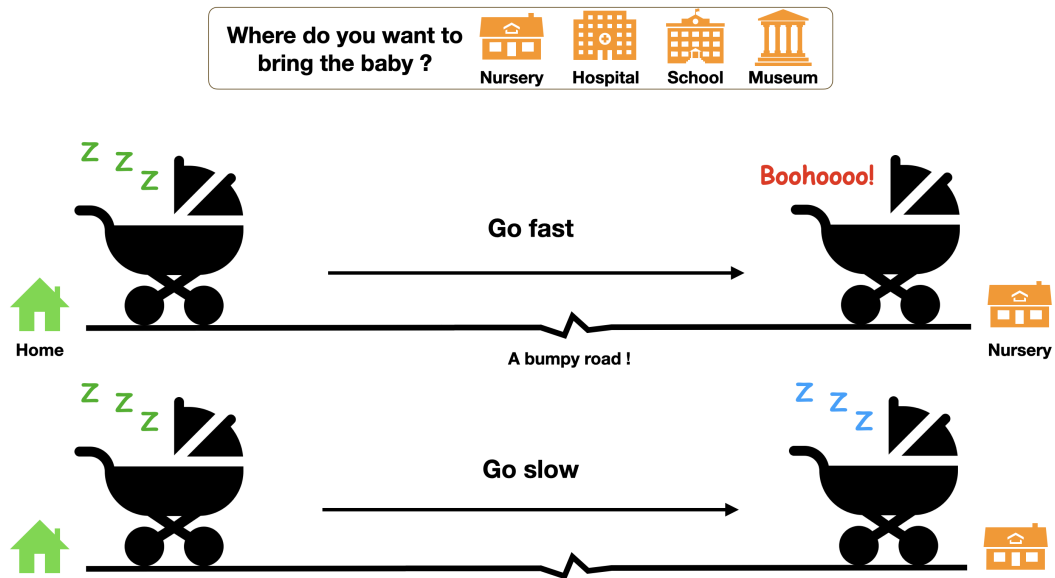 Where do you want to
bring the baby ?
Nursery Hospital School Museum
z z z
Boohoooo!
Go fast
Home
A bumpy road !
Nursery
z z z
z z z
Go slow